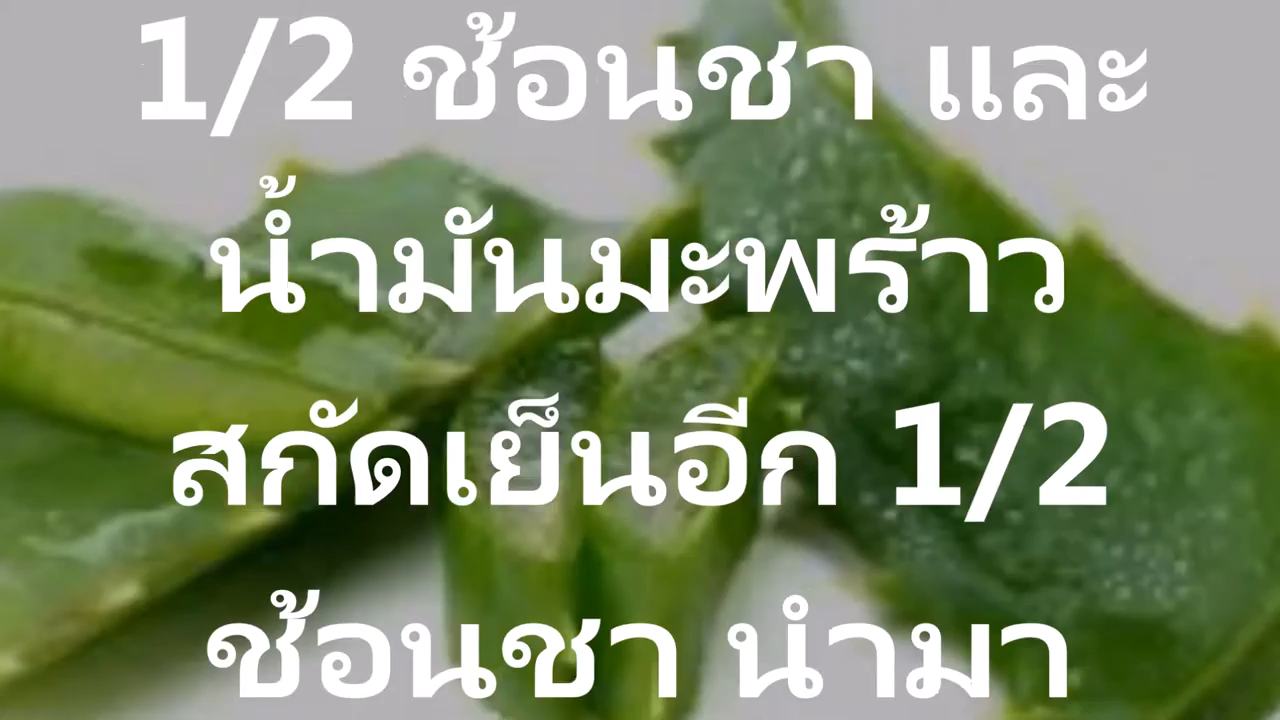 1/2 ช้อนชา และ
น้ำมันมะพร้าว
สกัดเย็นอีก 1/2
ช้อนชา นำมา